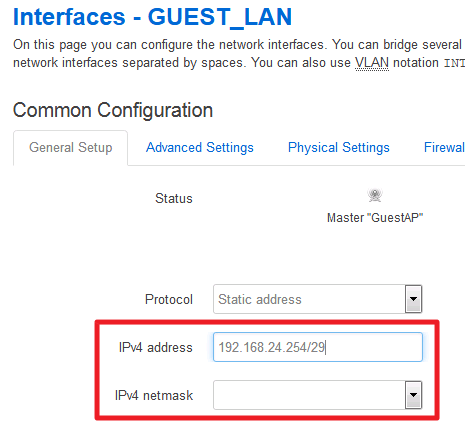 Interfaces - GUEST_LAN
On this page you can configure the network interfaces. You can bridge several
network interfaces separated by spaces. You can also use VLAN notation INT
Common Configuration
General Setup Advanced Settings Physical Settings Firewal
Status
Master "GuestAP"
Protocol Static address
IPv4 address 192.168.24.254/29
IPv4 netmask